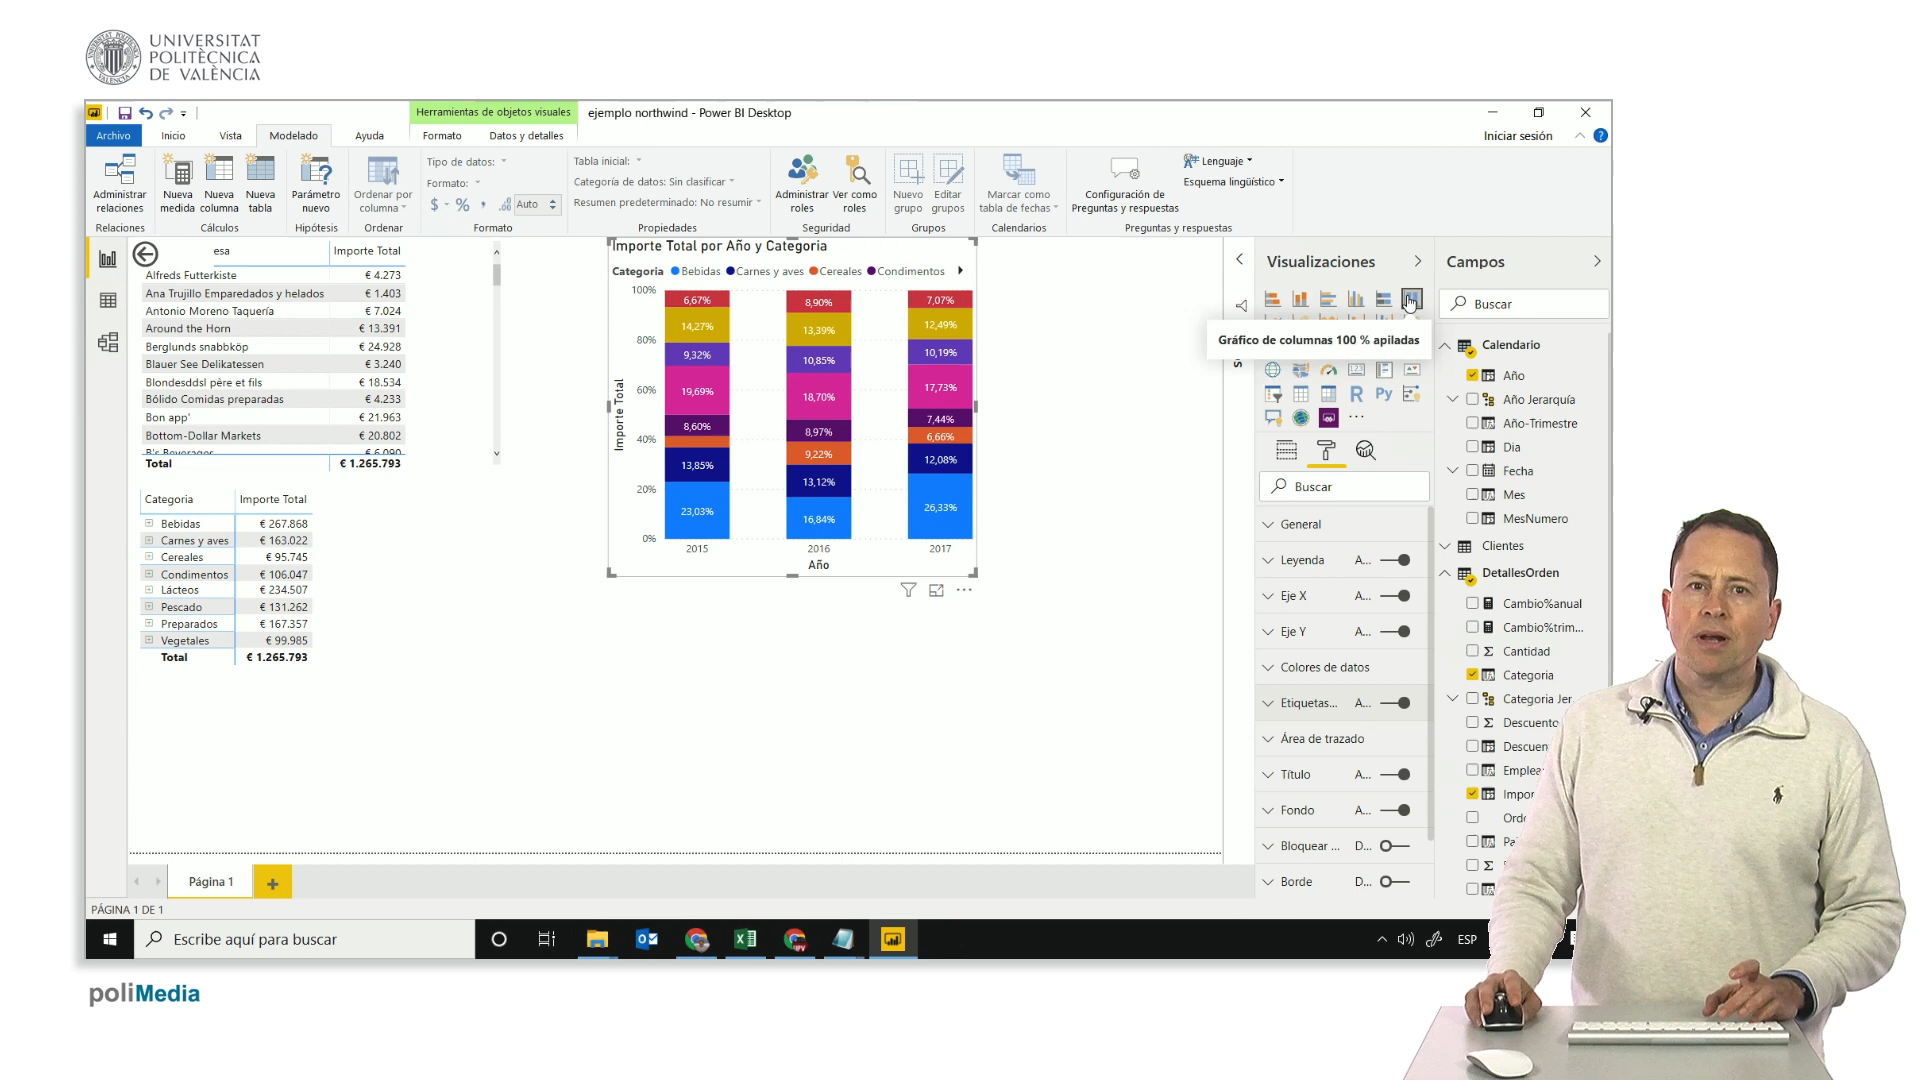 UNIVERSITAT
POLITÈCNICA
DE VALÈNCIA
Herramientas de objetos visuales
ejemplo northwind - Power BI Desktop
Archivo
Inicio
Vista
Modelado
Ayuda
Formato
Datos y detalles
Iniciar sesión
Administrar relaciones
Nueva medida
Nueva columna
Nueva tabla
Parámetro nuevo
Ordenar por columna
Tipo de datos:
Formato:
$ % Auto
Tabla inicial:
Categoría de datos: Sin clasificar
Resumen predeterminado: No resumir
Administrar roles
Ver como roles
Nuevo grupo
Editar grupos
Marcar como tabla de fechas
Configuración de Preguntas y respuestas
Lenguaje
Esquema lingüístico
Relaciones
Cálculos
Hipótesis
Ordenar
Formato
Propiedades
Seguridad
Grupos
Calendarios
Preguntas y respuestas
esa Importe Total
Alfreds Futterkiste € 4.273
Ana Trujillo Emparedados y helados € 1.403
Antonio Moreno Taquería € 7.024
Around the Horn € 13.391
Berglunds snabbköp € 24.928
Blauer See Delikatessen € 3.240
Blondesddsl père et fils € 18.534
Bólido Comidas preparadas € 4.233
Bon app' € 21.963
Bottom-Dollar Markets € 20.802
B's Beverages € 6.090
Total € 1.265.793
Categoria Importe Total
Bebidas € 267.868
Carnes y aves € 163.022
Cereales € 95.745
Condimentos € 106.047
Lácteos € 234.507
Pescado € 131.262
Preparados € 167.357
Vegetales € 99.985
Total € 1.265.793
Importe Total por Año y Categoria
Categoria Bebidas Carnes y aves Cereales Condimentos
Importe Total
100%
80%
60%
40%
20%
0%
6,67%
14,27%
9,32%
19,69%
8,60%
13,85%
23,03%
8,90%
13,39%
10,85%
18,70%
8,97%
9,22%
13,12%
16,84%
7,07%
12,49%
10,19%
17,73%
7,44%
6,66%
12,08%
26,33%
2015 2016 2017
Año
Visualizaciones
Gráfico de columnas 100 % apiladas
S
123
R
Py
Buscar
General
Leyenda A...
Eje X A...
Eje Y A...
Colores de datos
Etiquetas... A...
Área de trazado
Título A...
Fondo A...
Bloquear ... D...
Borde D...
Campos
Buscar
Calendario
Año
Año Jerarquía
Año-Trimestre
Dia
Fecha
Mes
MesNumero
Clientes
DetallesOrden
Cambio%anual
Cambio%trim...
Cantidad
Categoria
Categoria Jer
Descuento
Descuen
Emplea
Impor
Orde
Pa
Página 1
PÁGINA 1 DE 1
Escribe aquí para buscar
ESP
poliMedia